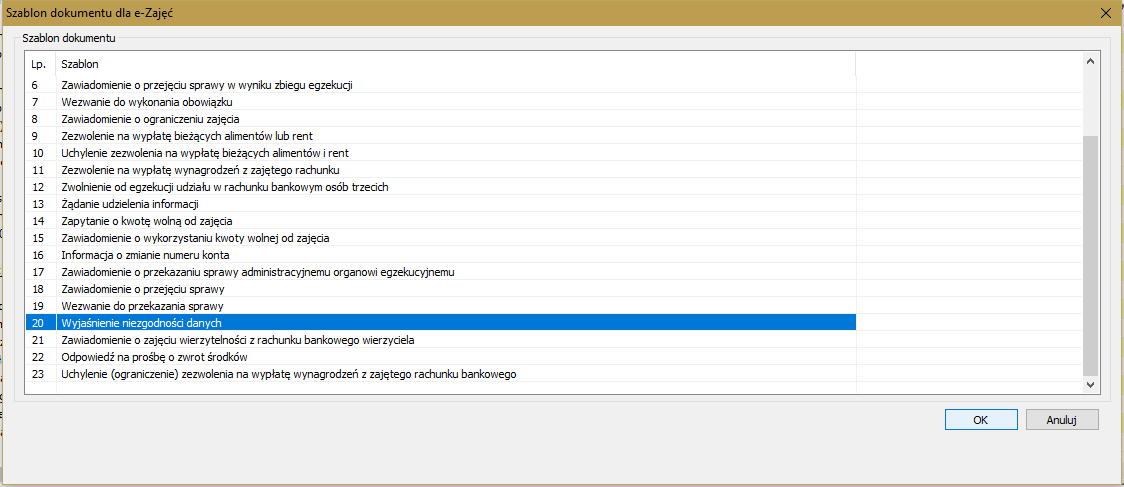 Szablon dokumentu dla e-Zajęć
Szablon dokumentu
Lp. Szablon
6 Zawiadomienie o przejęciu sprawy w wyniku zbiegu egzekucji
7 Wezwanie do wykonania obowiązku
8 Zawiadomienie o ograniczeniu zajęcia
9 Zezwolenie na wypłatę bieżących alimentów lub rent
10 Uchylenie zezwolenia na wypłatę bieżących alimentów i rent
11 Zezwolenie na wypłatę wynagrodzeń z zajętego rachunku
12 Zwolnienie od egzekucji udziału w rachunku bankowym osób trzecich
13 Żądanie udzielenia informacji
14 Zapytanie o kwotę wolną od zajęcia
15 Zawiadomienie o wykorzystaniu kwoty wolnej od zajęcia
16 Informacja o zmianie numeru konta
17 Zawiadomienie o przekazaniu sprawy administracyjnemu organowi egzekucyjnemu
18 Zawiadomienie o przejęciu sprawy
19 Wezwanie do przekazania sprawy
20 Wyjaśnienie niezgodności danych
21 Zawiadomienie o zajęciu wierzytelności z rachunku bankowego wierzyciela
22 Odpowiedź na prośbę o zwrot środków
23 Uchylenie (ograniczenie) zezwolenia na wypłatę wynagrodzeń z zajętego rachunku bankowego
OK Anuluj